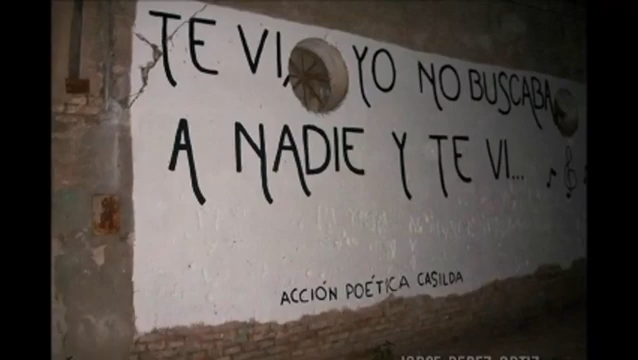 TE VI, YO NO BUSCABA
A NADIE Y TE VI...
ACCIÓN POÉTICA CASILDA